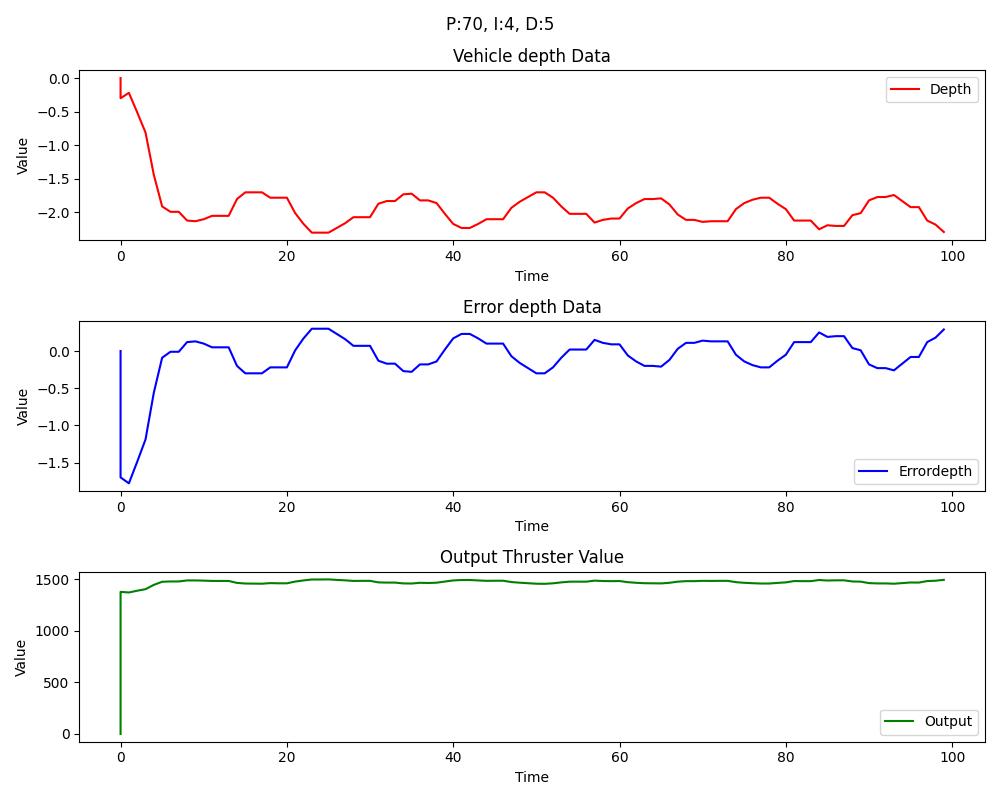 P:70, I:4, D:5
Vehicle depth Data
0.0
−0.5
−1.0
−1.5
−2.0
Value
Depth
0 20 40 60 80 100
Time
Error depth Data
0.0
−0.5
−1.0
−1.5
Value
Errordepth
0 20 40 60 80 100
Time
Output Thruster Value
1500
1000
500
0
Value
Output
0 20 40 60 80 100
Time